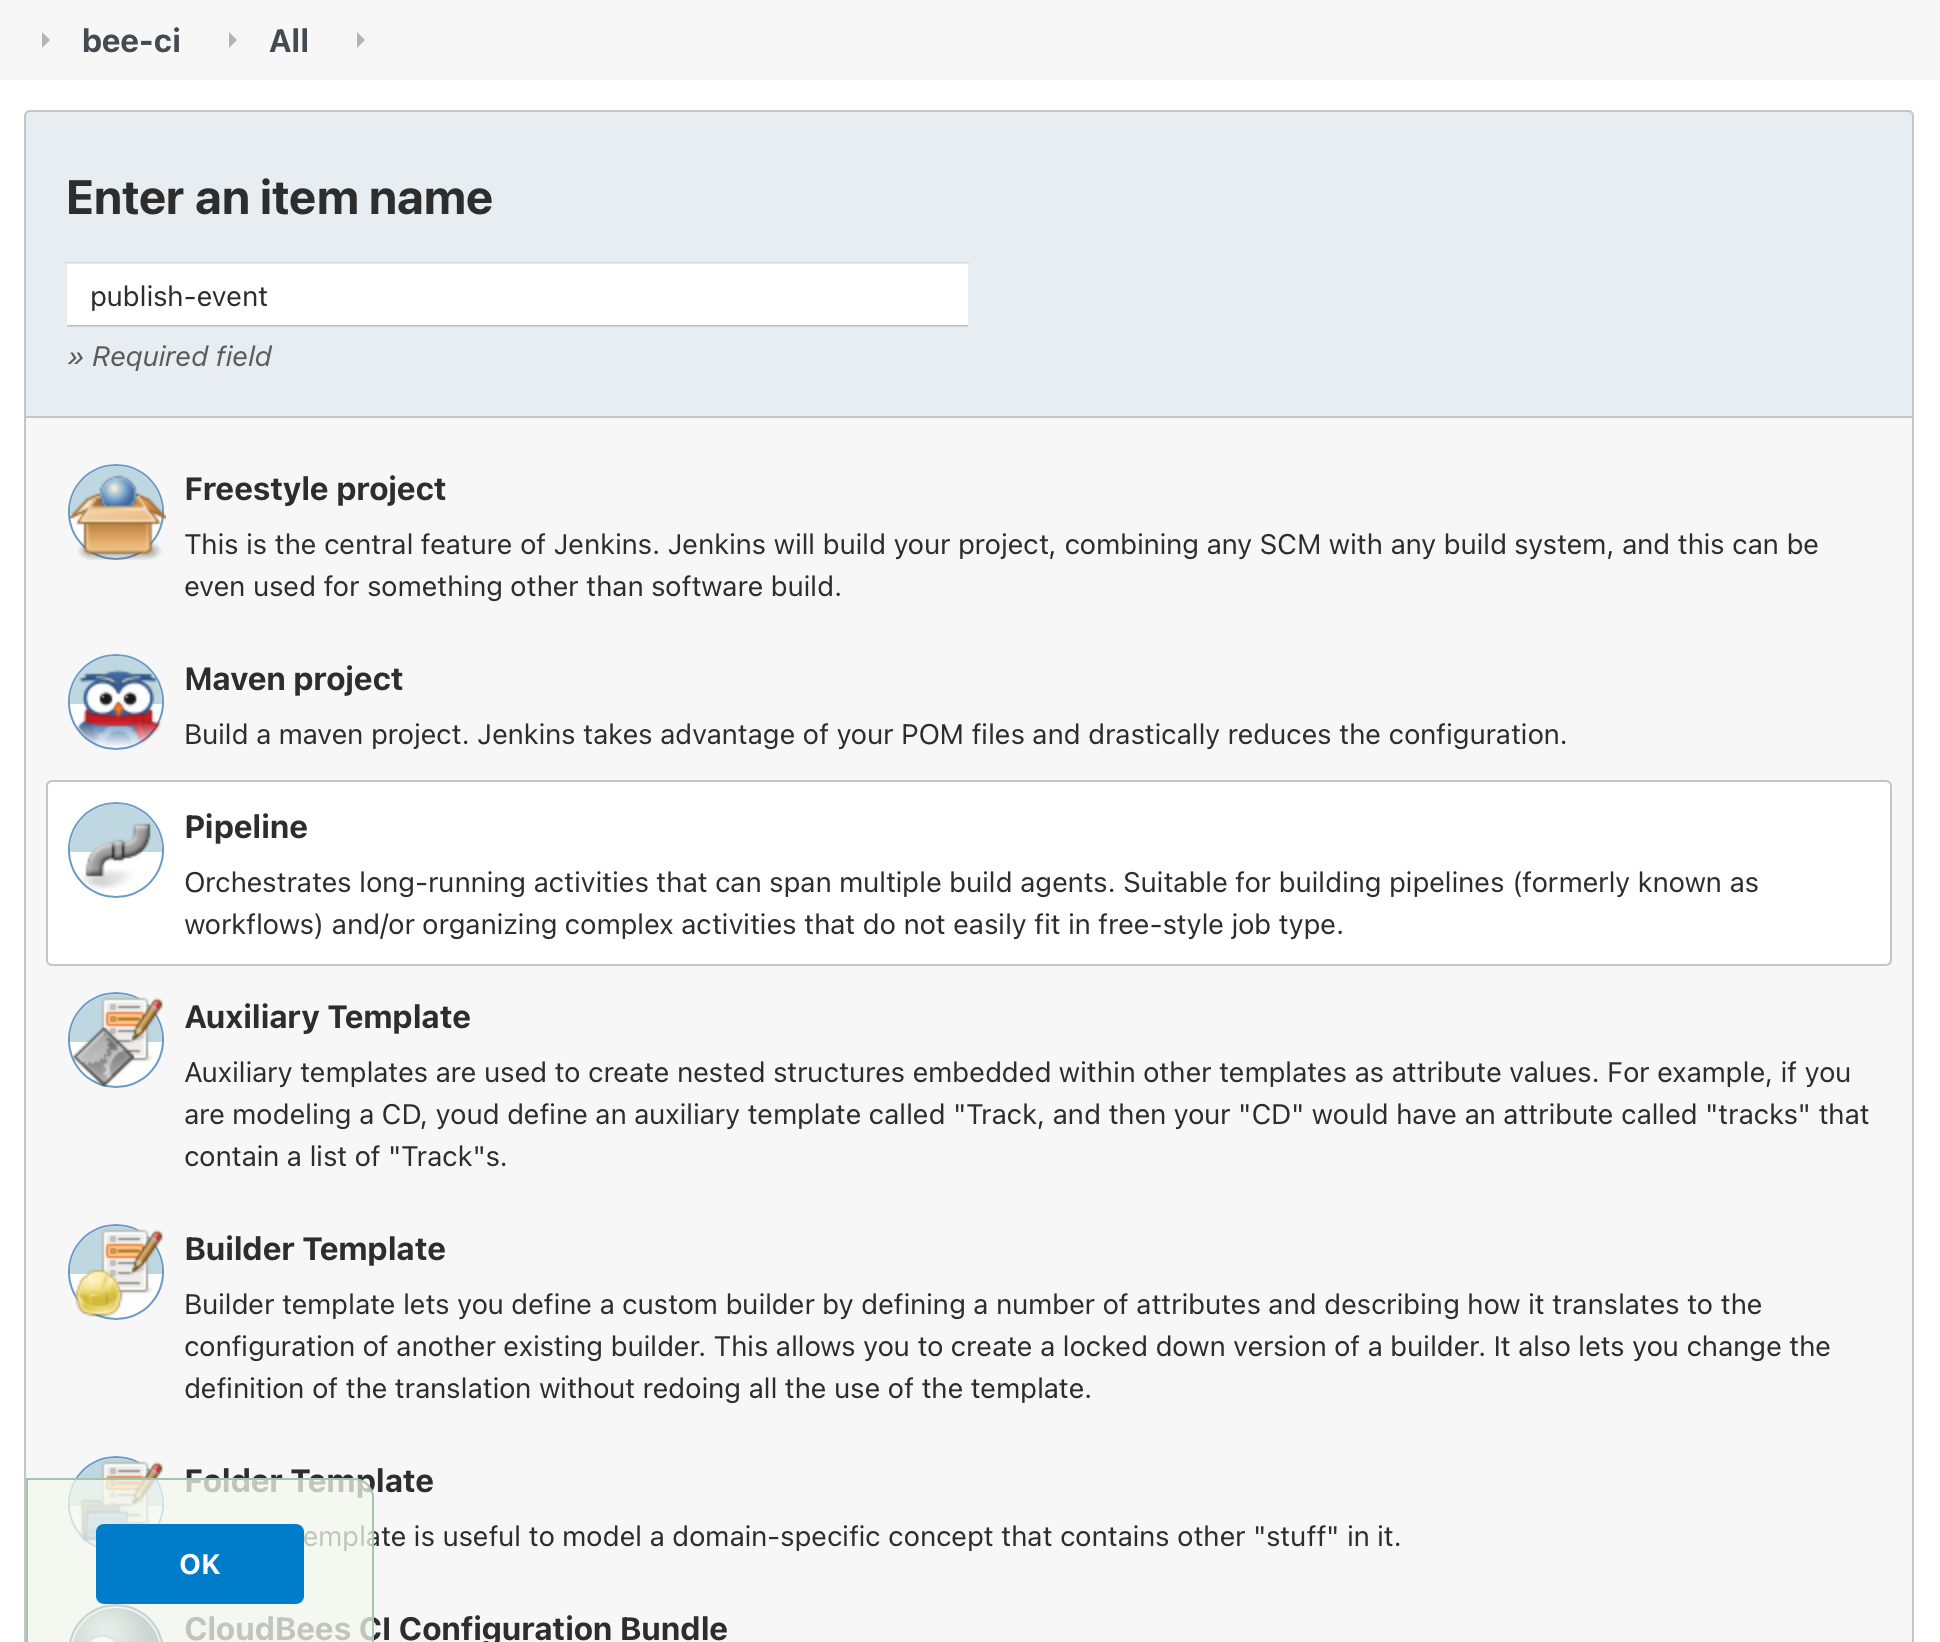 bee-ci All
Enter an item name
publish-event
» Required field
Freestyle project
This is the central feature of Jenkins. Jenkins will build your project, combining any SCM with any build system, and this can be
even used for something other than software build.
Maven project
Build a maven project. Jenkins takes advantage of your POM files and drastically reduces the configuration.
Pipeline
Orchestrates long-running activities that can span multiple build agents. Suitable for building pipelines (formerly known as
workflows) and/or organizing complex activities that do not easily fit in free-style job type.
Auxiliary Template
Auxiliary templates are used to create nested structures embedded within other templates as attribute values. For example, if you
are modeling a CD, youd define an auxiliary template called "Track, and then your "CD" would have an attribute called "tracks" that
contain a list of "Track"s.
Builder Template
Builder template lets you define a custom builder by defining a number of attributes and describing how it translates to the
configuration of another existing builder. This allows you to create a locked down version of a builder. It also lets you change the
definition of the translation without redoing all the use of the template.
Folder Template
emplate is useful to model a domain-specific concept that contains other "stuff" in it.
OK
CloudBees CI Configuration Bundle